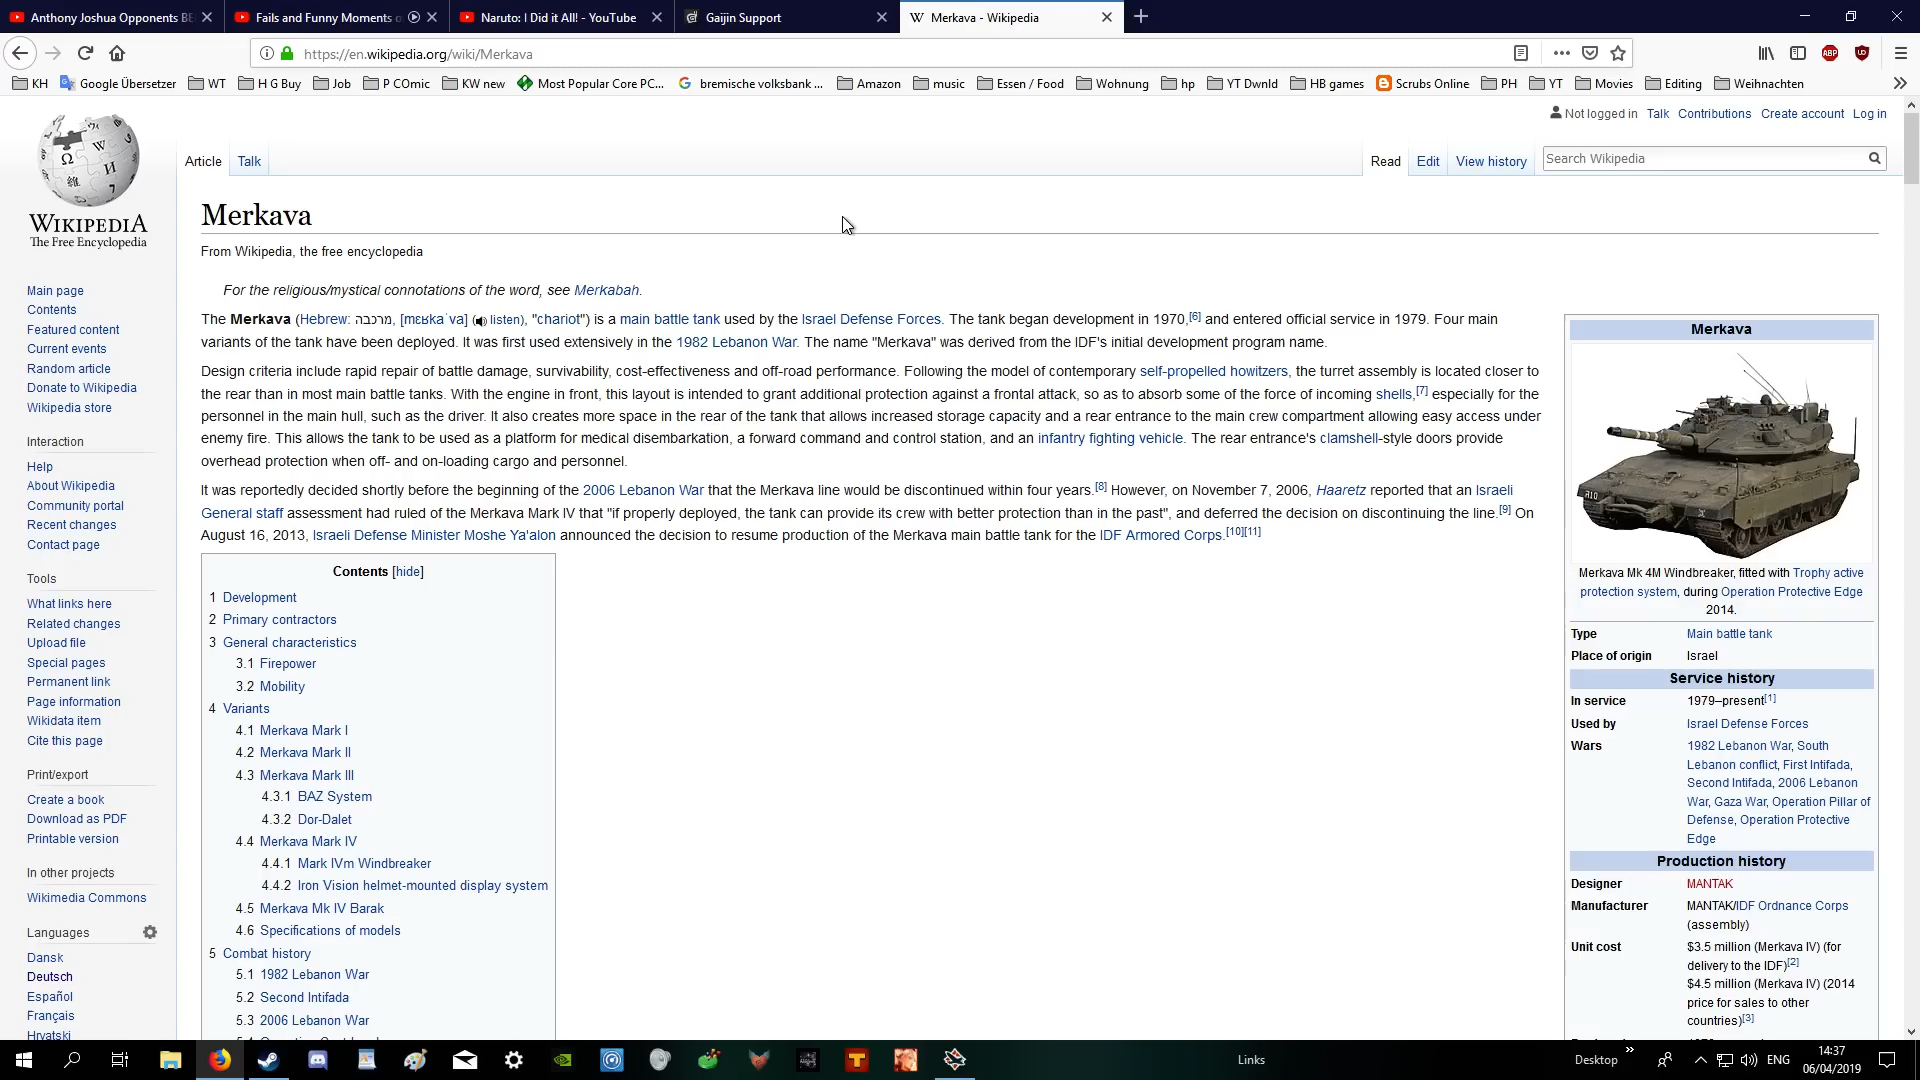 Anthony Joshua Opponents BE
Fails and Funny Moments o
Naruto: I Did it All! - YouTube
Gaijin Support
Merkava - Wikipedia
https://en.wikipedia.org/wiki/Merkava
KH
Google Übersetzer
WT
H G Buy
Job
P COmic
KW new
Most Popular Core PC...
bremische volksbank ...
Amazon
music
Essen / Food
Wohnung
hp
YT Dwnld
HB games
Scrubs Online
PH
YT
Movies
Editing
Weihnachten
Not logged in Talk Contributions Create account Log in
Article Talk
Read Edit View history
Search Wikipedia
WIKIPEDIA
The Free Encyclopedia
Main page
Contents
Featured content
Current events
Random article
Donate to Wikipedia
Wikipedia store
Interaction
Help
About Wikipedia
Community portal
Recent changes
Contact page
Tools
What links here
Related changes
Upload file
Special pages
Permanent link
Page information
Wikidata item
Cite this page
Print/export
Create a book
Download as PDF
Printable version
In other projects
Wikimedia Commons
Languages
Dansk
Deutsch
Español
Français
Hrvatski
Merkava
From Wikipedia, the free encyclopedia
For the religious/mystical connotations of the word, see Merkabah.
The Merkava (Hebrew: מרכבה, [mɛʁkaˈva] (listen), "chariot") is a main battle tank used by the Israel Defense Forces. The tank began development in 1970,[6] and entered official service in 1979. Four main
variants of the tank have been deployed. It was first used extensively in the 1982 Lebanon War. The name "Merkava" was derived from the IDF's initial development program name.
Design criteria include rapid repair of battle damage, survivability, cost-effectiveness and off-road performance. Following the model of contemporary self-propelled howitzers, the turret assembly is located closer to
the rear than in most main battle tanks. With the engine in front, this layout is intended to grant additional protection against a frontal attack, so as to absorb some of the force of incoming shells,[7] especially for the
personnel in the main hull, such as the driver. It also creates more space in the rear of the tank that allows increased storage capacity and a rear entrance to the main crew compartment allowing easy access under
enemy fire. This allows the tank to be used as a platform for medical disembarkation, a forward command and control station, and an infantry fighting vehicle. The rear entrance's clamshell-style doors provide
overhead protection when off- and on-loading cargo and personnel.
It was reportedly decided shortly before the beginning of the 2006 Lebanon War that the Merkava line would be discontinued within four years.[8] However, on November 7, 2006, Haaretz reported that an Israeli
General staff assessment had ruled of the Merkava Mark IV that "if properly deployed, the tank can provide its crew with better protection than in the past", and deferred the decision on discontinuing the line.[9] On
August 16, 2013, Israeli Defense Minister Moshe Ya'alon announced the decision to resume production of the Merkava main battle tank for the IDF Armored Corps.[10][11]
Contents [hide]
1 Development
2 Primary contractors
3 General characteristics
3.1 Firepower
3.2 Mobility
4 Variants
4.1 Merkava Mark I
4.2 Merkava Mark II
4.3 Merkava Mark III
4.3.1 BAZ System
4.3.2 Dor-Dalet
4.4 Merkava Mark IV
4.4.1 Mark IVm Windbreaker
4.4.2 Iron Vision helmet-mounted display system
4.5 Merkava Mk IV Barak
4.6 Specifications of models
5 Combat history
5.1 1982 Lebanon War
5.2 Second Intifada
5.3 2006 Lebanon War
Merkava
Merkava Mk 4M Windbreaker, fitted with Trophy active
protection system, during Operation Protective Edge
2014.
Type Main battle tank
Place of origin Israel
Service history
In service 1979–present[1]
Used by Israel Defense Forces
Wars 1982 Lebanon War, South
Lebanon conflict, First Intifada,
Second Intifada, 2006 Lebanon
War, Gaza War, Operation Pillar of
Defense, Operation Protective
Edge
Production history
Designer MANTAK
Manufacturer MANTAK/IDF Ordnance Corps
(assembly)
Unit cost $3.5 million (Merkava IV) (for
delivery to the IDF)[2]
$4.5 million (Merkava IV) (2014
price for sales to other
countries)[3]
Links
Desktop
ENG
14:37
06/04/2019